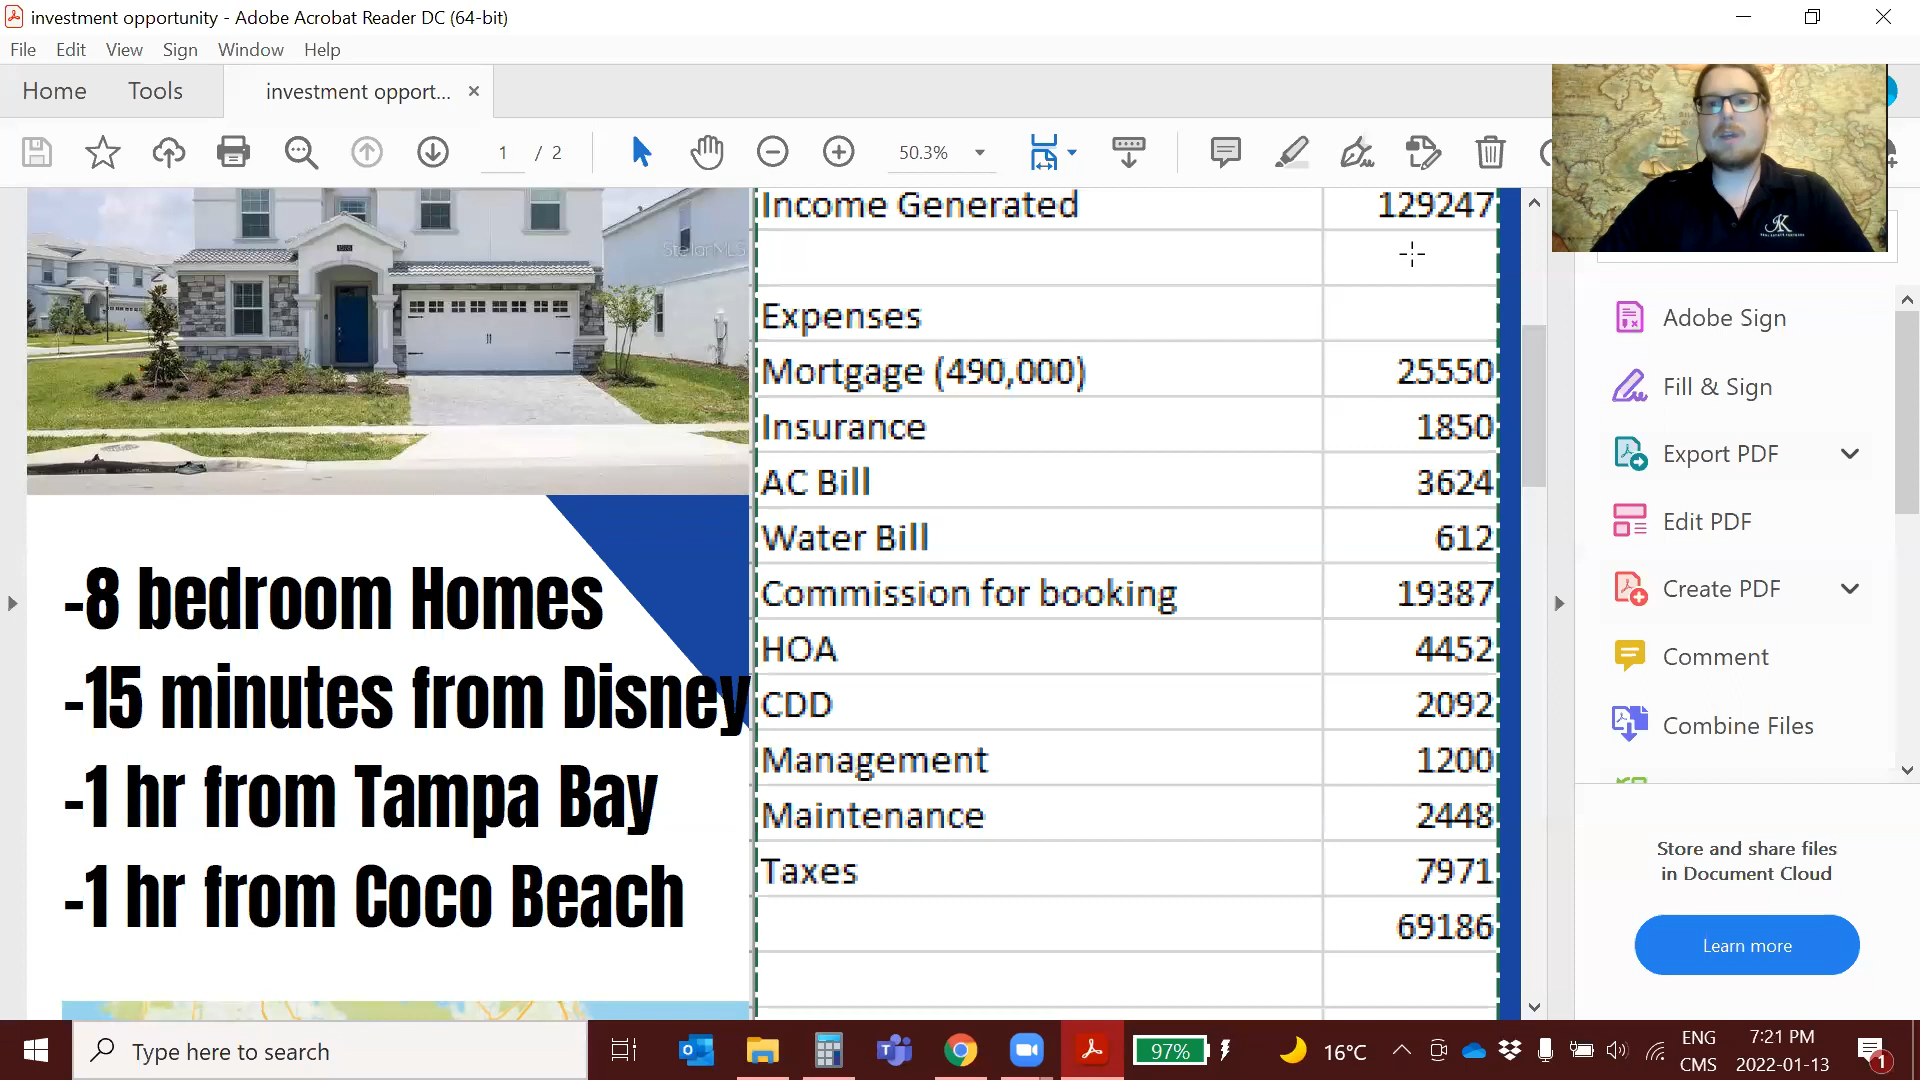 investment opportunity - Adobe Acrobat Reader DC (64-bit)
File Edit View Sign Window Help
Home Tools investment opport...
1 / 2 50.3%
StellarMLS
Income Generated 129247
Expenses
Mortgage (490,000) 25550
Insurance 1850
AC Bill 3624
Water Bill 612
Commission for booking 19387
HOA 4452
CDD 2092
Management 1200
Maintenance 2448
Taxes 7971
69186
-8 bedroom Homes
-15 minutes from Disney
-1 hr from Tampa Bay
-1 hr from Coco Beach
JK
Adobe Sign
Fill & Sign
Export PDF
Edit PDF
Create PDF
Comment
Combine Files
Store and share files
in Document Cloud
Learn more
Type here to search
97%
16°C
ENG
CMS
7:21 PM
2022-01-13
1